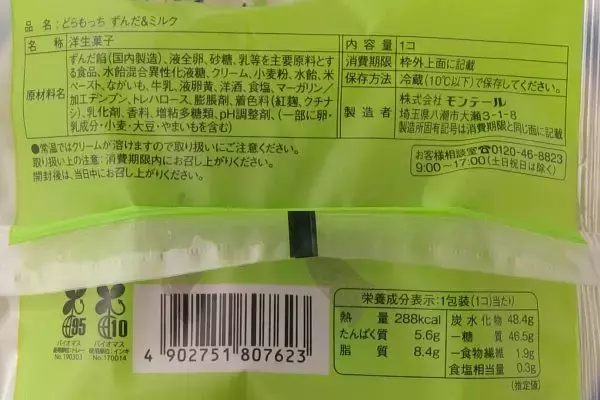 品 名:どらもっち ずんだ&ミルク
名 称 洋生菓子
原材料名 ずんだ餡(国内製造)、液全卵、砂糖、乳等を主要原料とする食品、水飴混合異性化液糖、クリーム、小麦粉、水飴、米ペースト、ながいも、牛乳、液卵黄、洋酒、食塩、マーガリン/加工デンプン、トレハロース、膨脹剤、着色料(紅麹、クチナシ)、乳化剤、香料、増粘多糖類、pH調整剤、(一部に卵・乳成分・小麦・大豆・やまいもを含む)
内 容 量 1コ
消費期限 枠外上面に記載
保存方法 冷蔵(10℃以下)で保存してください。
製 造 者 株式会社 モンテール
埼玉県八潮市大瀬3-1-8
製造所固有記号は消費期限と同じ面に記載
●常温ではクリームが溶けますので取り扱いにご注意ください。
取り扱い上の注意:消費期限内でお召し上がりください。
開封後は、当日中にお召し上がりください。
お客様相談室☎0120-46-8823
9:00~17:00(土日祝日は除く)
95
バイオマス
No.190303
10
バイオマス
No.170014
4 902751 807623
栄養成分表示:1包装(1コ)当たり
熱 量 288kcal
たんぱく質 5.6g
脂 質 8.4g
炭水化物 48.4g
-糖 質 46.5g
-食物繊維 1.9g
食塩相当量 0.3g
(推定値)